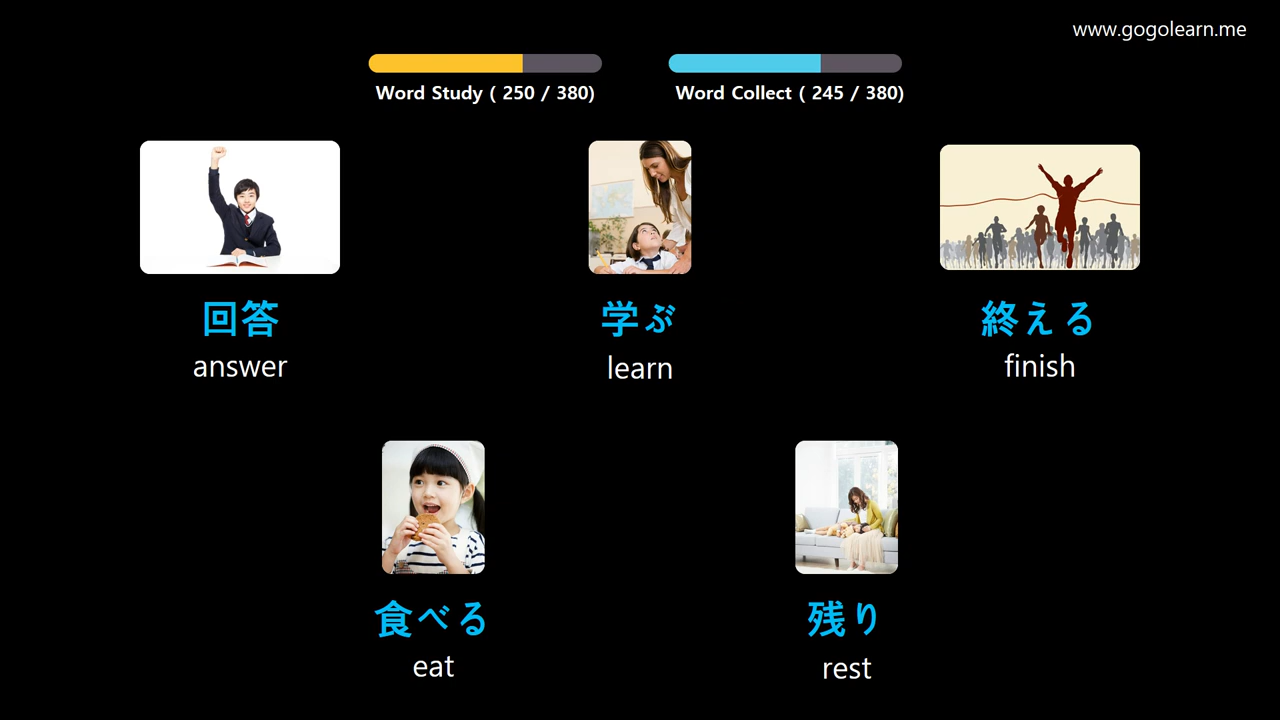 www.gogolearn.me
Word Study ( 250 / 380)
Word Collect ( 245 / 380)
回答
answer
学ぶ
learn
終える
finish
食べる
eat
残り
rest